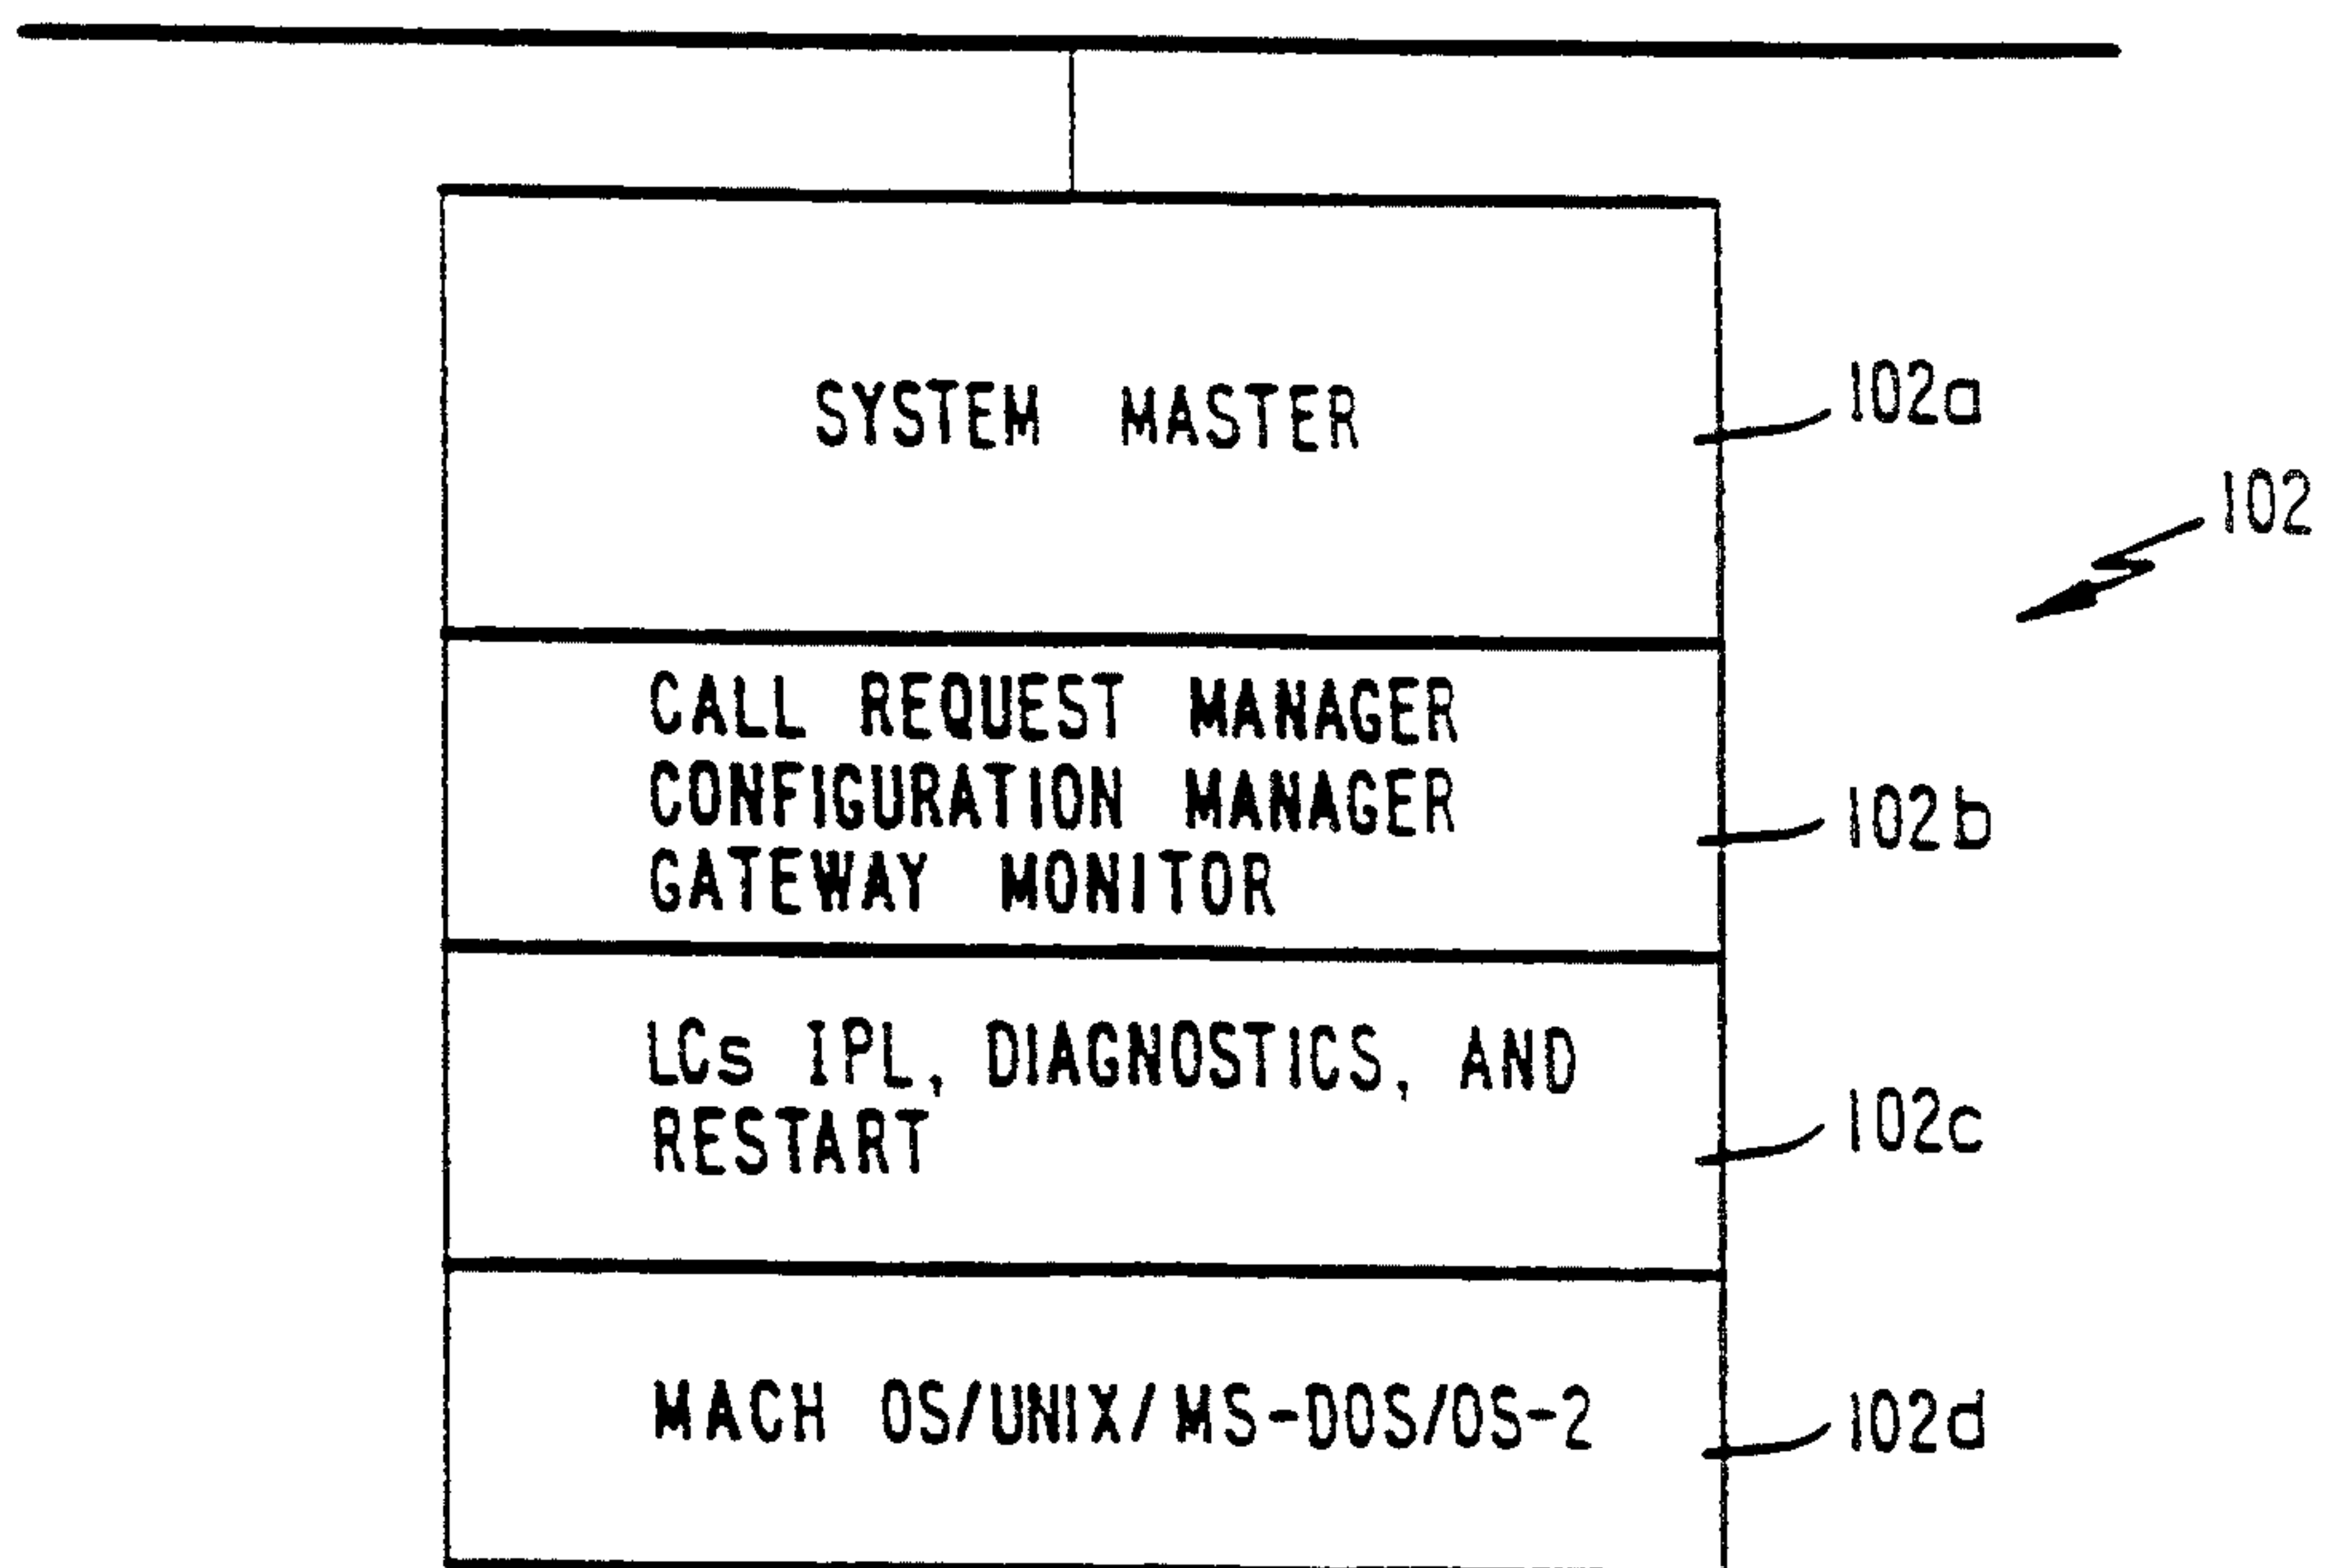 SYSTEM MASTER
102a
102
CALL REQUEST MANAGER
CONFIGURATION MANAGER
GATEWAY MONITOR
102b
LCs IPL, DIAGNOSTICS, AND
RESTART
102c
MACH OS/UNIX/MS-DOS/OS-2
102d